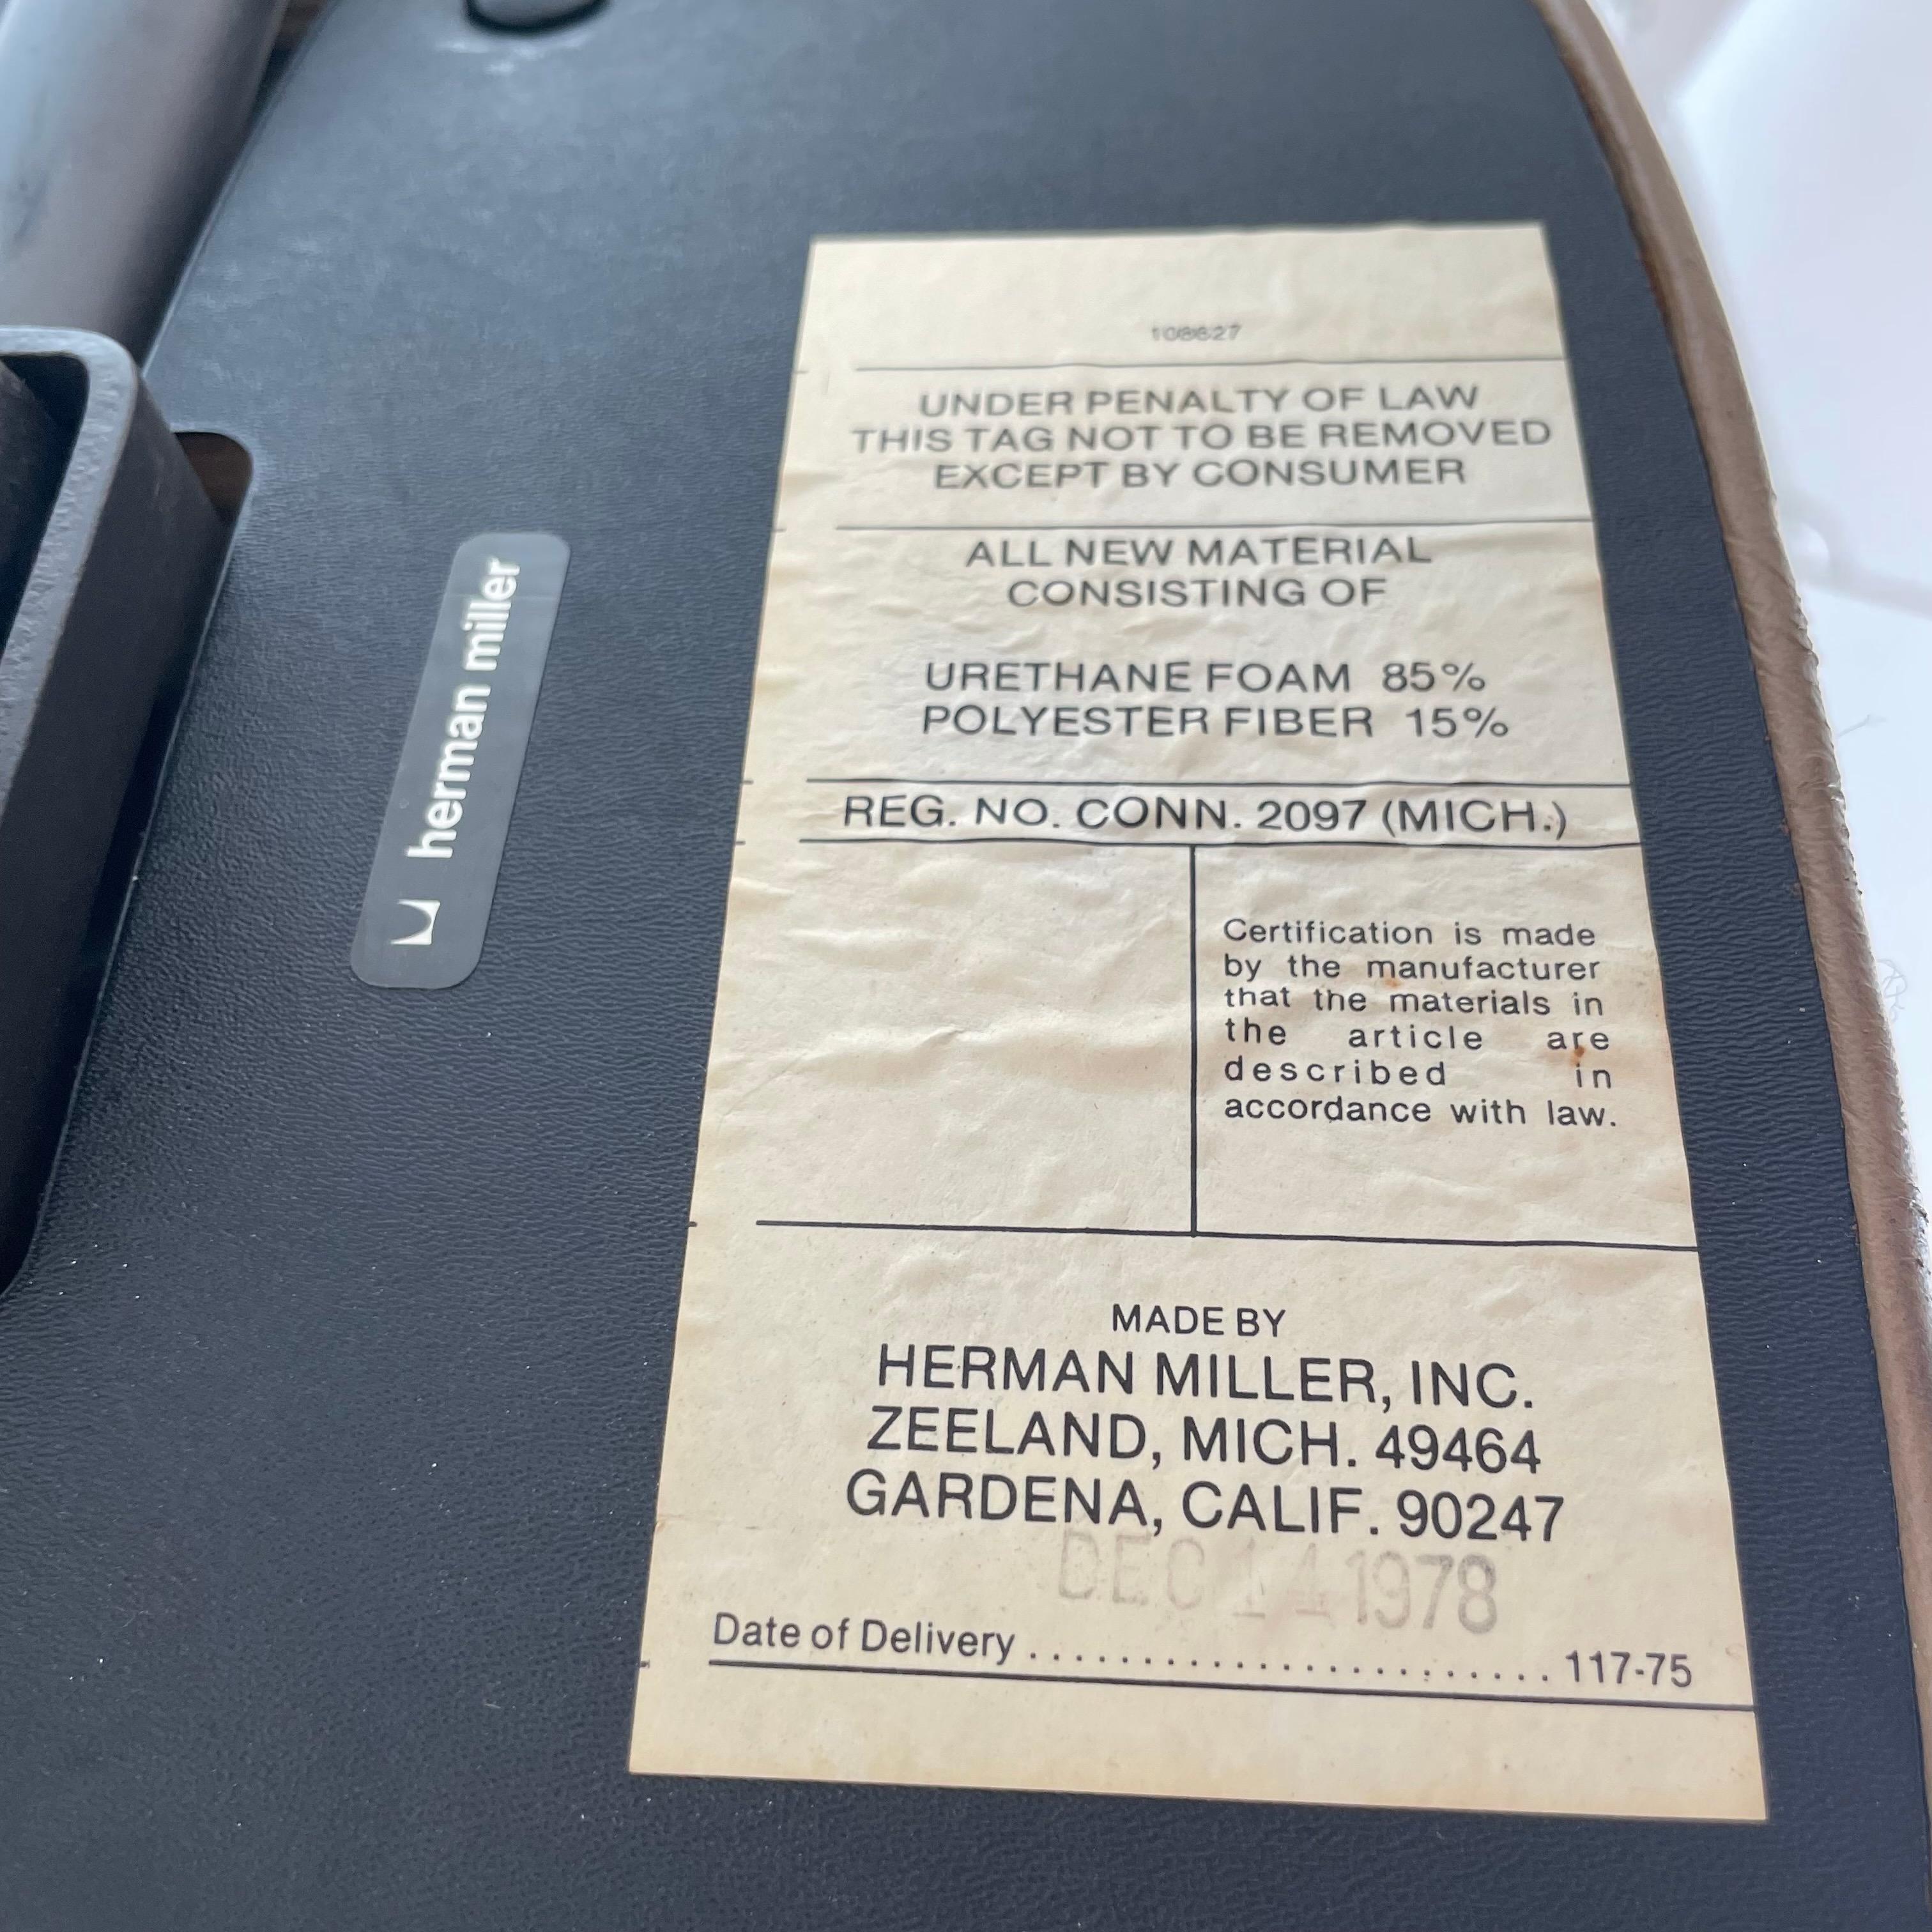 herman miller
108627
UNDER PENALTY OF LAW
THIS TAG NOT TO BE REMOVED
EXCEPT BY CONSUMER
ALL NEW MATERIAL
CONSISTING OF
URETHANE FOAM 85%
POLYESTER FIBER 15%
REG. NO. CONN. 2097 (MICH.)
Certification is made
by the manufacturer
that the materials in
the article are
described in
accordance with law.
MADE BY
HERMAN MILLER, INC.
ZEELAND, MICH. 49464
GARDENA, CALIF. 90247
DEC 14 1978
Date of Delivery ........................ 117-75